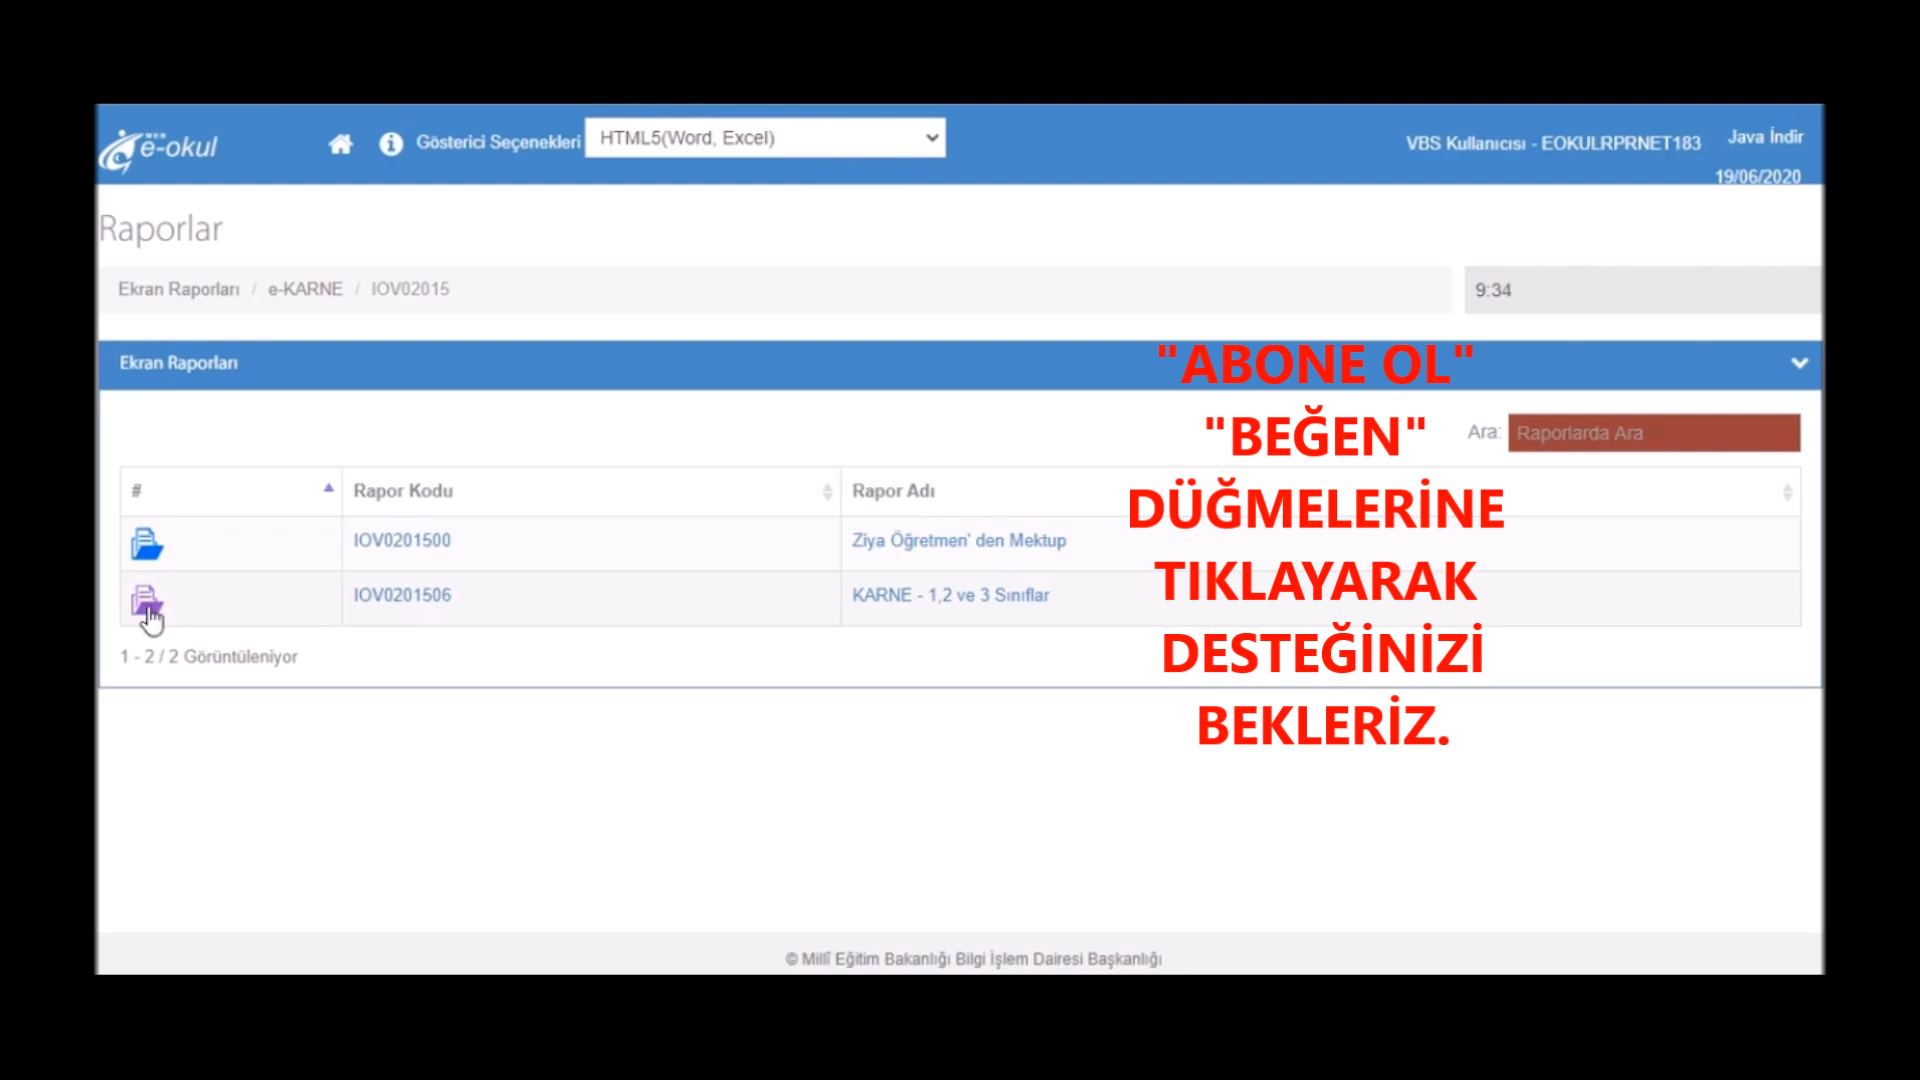 MEB
e-okul
Gösterici Seçenekleri
HTML5(Word, Excel)
VBS Kullanıcısı - EOKULRPRNET183
Java İndir
19/06/2020
Raporlar
Ekran Raporları / e-KARNE / IOV02015
9:34
Ekran Raporları
"ABONE OL"
"BEĞEN"
DÜĞMELERİNE
TIKLAYARAK
DESTEĞİNİZİ
BEKLERİZ.
Ara: Raporlarda Ara
# Rapor Kodu Rapor Adı
IOV0201500 Ziya Öğretmen' den Mektup
IOV0201506 KARNE - 1,2 ve 3 Sınıflar
1 - 2 / 2 Görüntüleniyor
© Millî Eğitim Bakanlığı Bilgi İşlem Dairesi Başkanlığı